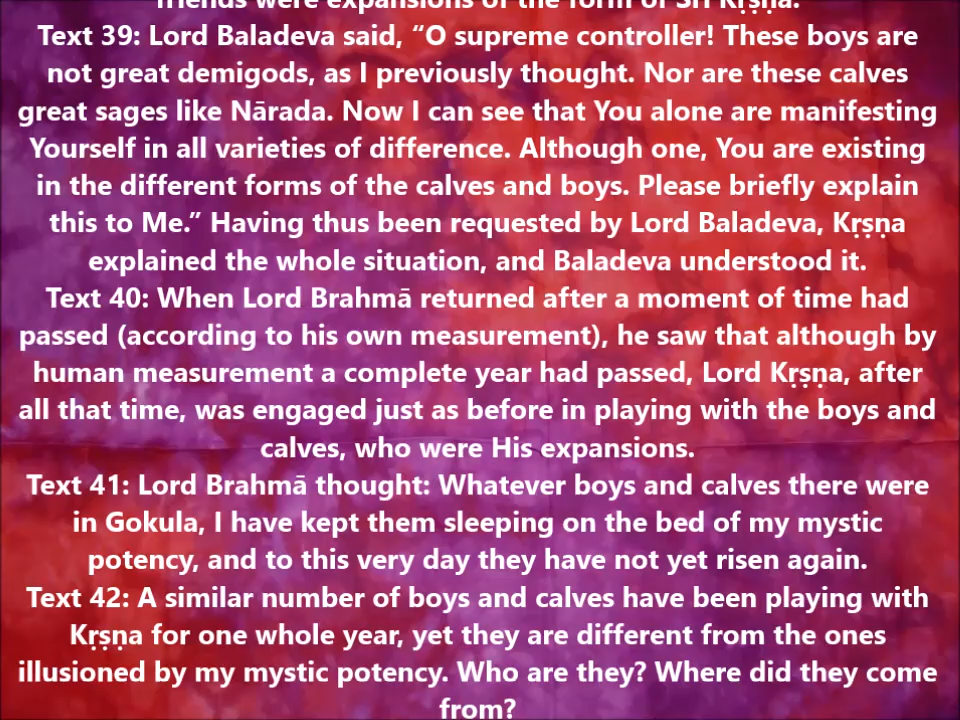 friends were expansions of the form of Śrī Kṛṣṇa.
Text 39: Lord Baladeva said, “O supreme controller! These boys are
not great demigods, as I previously thought. Nor are these calves
great sages like Nārada. Now I can see that You alone are manifesting
Yourself in all varieties of difference. Although one, You are existing
in the different forms of the calves and boys. Please briefly explain
this to Me.” Having thus been requested by Lord Baladeva, Kṛṣṇa
explained the whole situation, and Baladeva understood it.
Text 40: When Lord Brahmā returned after a moment of time had
passed (according to his own measurement), he saw that although by
human measurement a complete year had passed, Lord Kṛṣṇa, after
all that time, was engaged just as before in playing with the boys and
calves, who were His expansions.
Text 41: Lord Brahmā thought: Whatever boys and calves there were
in Gokula, I have kept them sleeping on the bed of my mystic
potency, and to this very day they have not yet risen again.
Text 42: A similar number of boys and calves have been playing with
Kṛṣṇa for one whole year, yet they are different from the ones
illusioned by my mystic potency. Who are they? Where did they come
from?